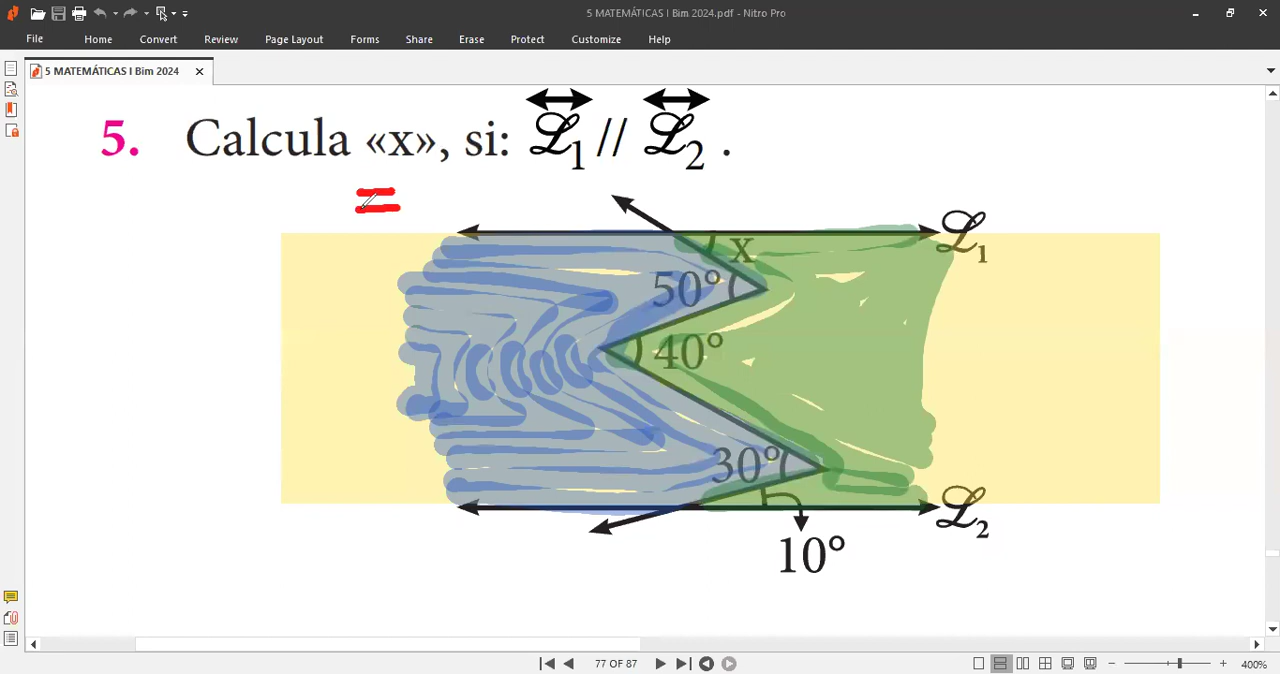 5 MATEMÁTICAS I Bim 2024.pdf - Nitro Pro
File Home Convert Review Page Layout Forms Share Erase Protect Customize Help
5 MATEMÁTICAS I Bim 2024
5. Calcula «x», si: ℒ1 // ℒ2 .
ℒ1
x
50°
40°
30°
ℒ2
10°
77 OF 87
400%